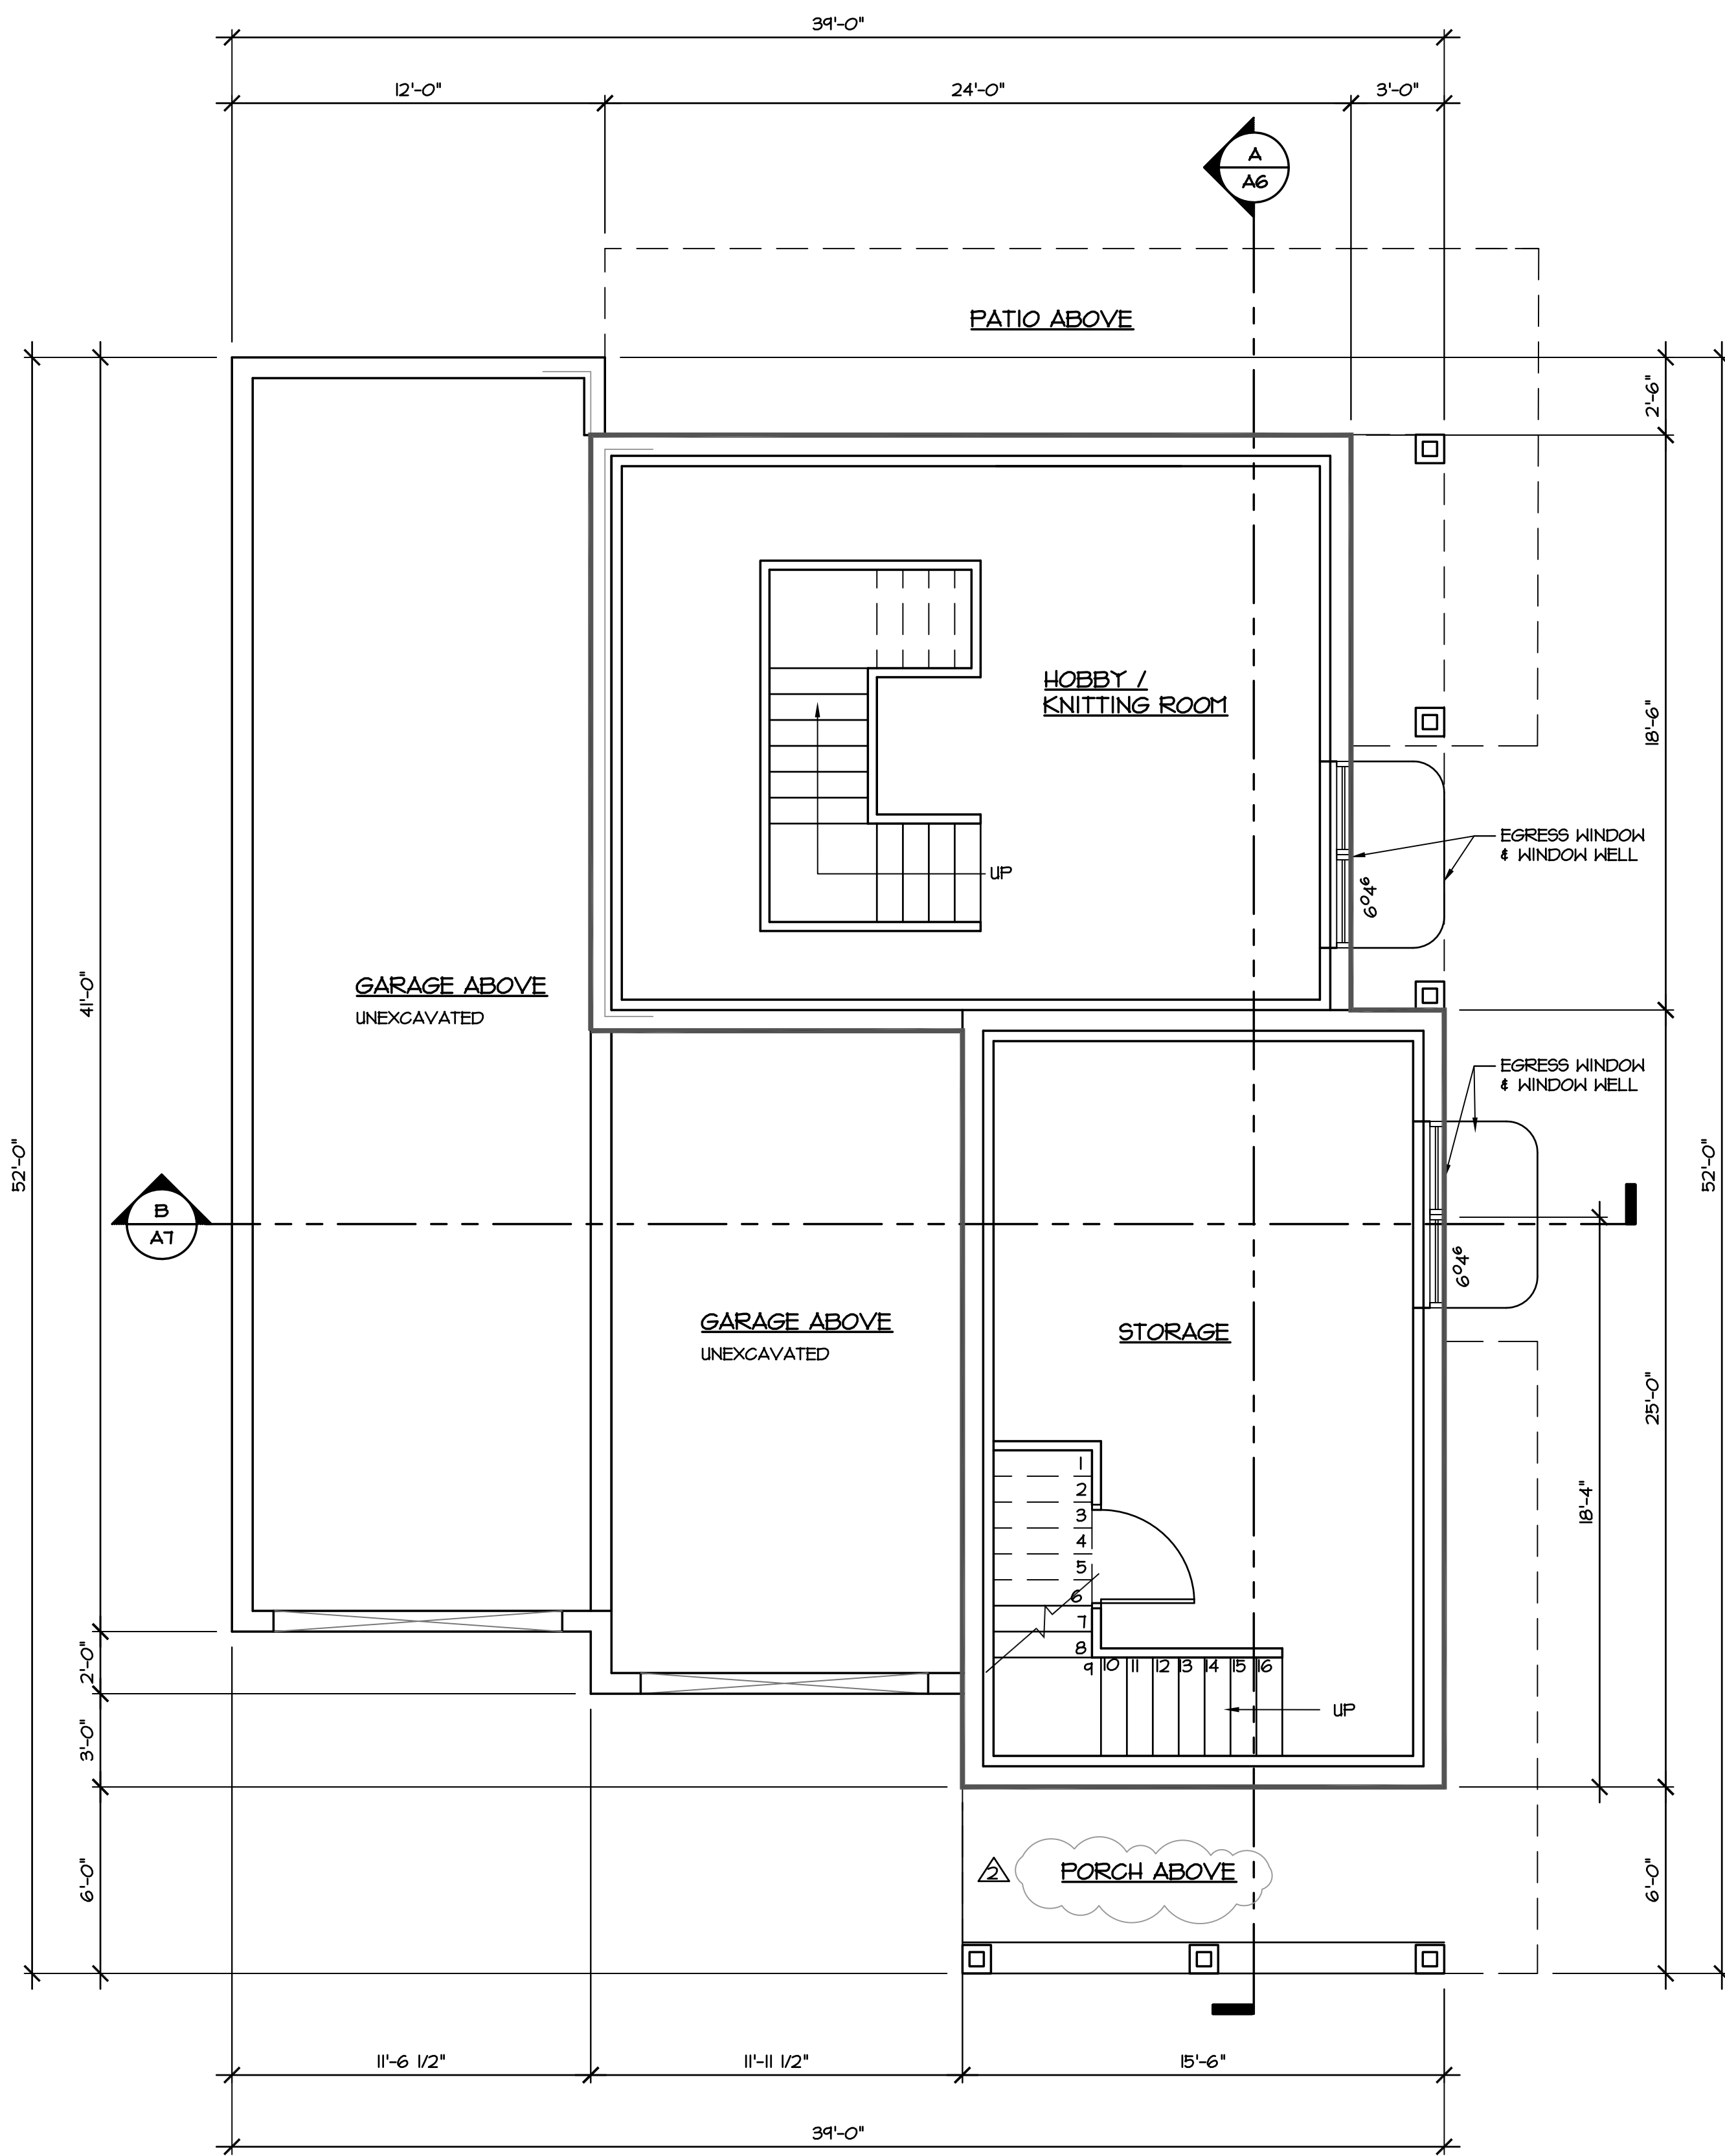 39'-0"
12'-0"
24'-0"
3'-0"
A
A6
PATIO ABOVE
2'-6"
HOBBY /
KNITTING ROOM
18'-6"
EGRESS WINDOW
& WINDOW WELL
6⁰4⁶
UP
GARAGE ABOVE
UNEXCAVATED
41'-0"
EGRESS WINDOW
& WINDOW WELL
52'-0"
52'-0"
B
A7
6⁰4⁶
GARAGE ABOVE
UNEXCAVATED
STORAGE
25'-0"
18'-4"
1
2
3
4
5
6
7
8
9 10 11 12 13 14 15 16
UP
2'-0"
3'-0"
6'-0"
2
PORCH ABOVE
6'-0"
11'-6 1/2"
11'-11 1/2"
15'-6"
39'-0"